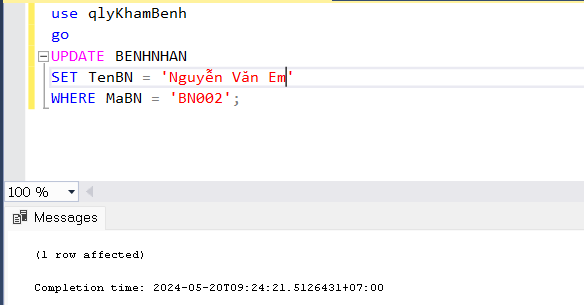 use qlyKhamBenh
go
UPDATE BENHNHAN
SET TenBN = 'Nguyễn Văn Em'
WHERE MaBN = 'BN002';
100 %
Messages
(1 row affected)
Completion time: 2024-05-20T09:24:21.5126431+07:00